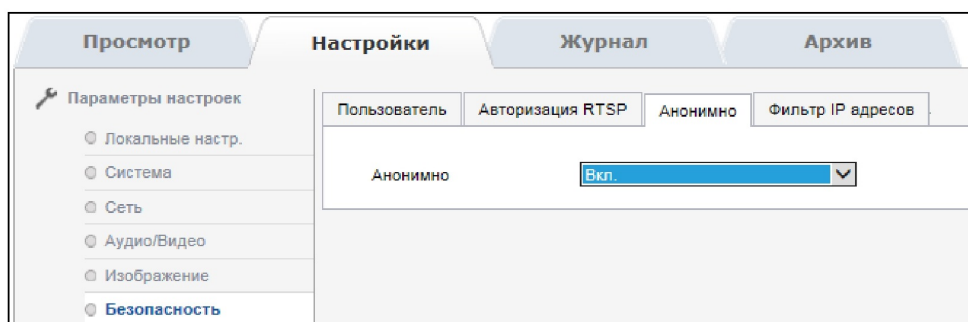 Просмотр Настройки Журнал Архив
Параметры настроек
Локальные настр.
Система
Сеть
Аудио/Видео
Изображение
Безопасность
Пользователь Авторизация RTSP Анонимно Фильтр IP адресов
Анонимно Вкл.